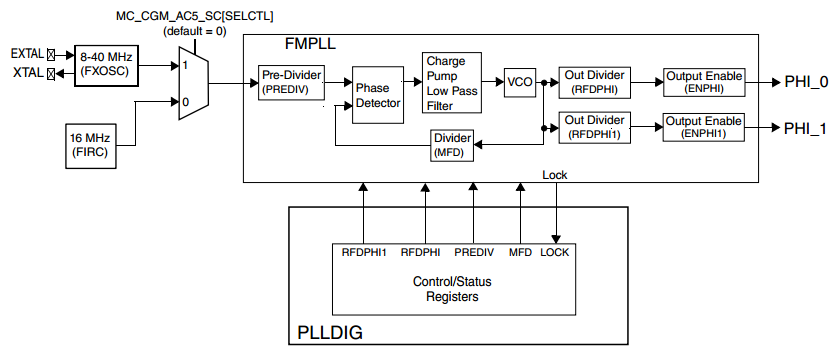 MC_CGM_AC5_SC[SELCTL]
(default = 0)
EXTAL
XTAL
8-40 MHz
(FXOSC)
1
0
16 MHz
(FIRC)
FMPLL
Pre-Divider
(PREDIV)
Phase
Detector
Charge
Pump
Low Pass
Filter
VCO
Divider
(MFD)
Out Divider
(RFDPHI)
Output Enable
(ENPHI)
PHI_0
Out Divider
(RFDPHI1)
Output Enable
(ENPHI1)
PHI_1
Lock
RFDPHI1 RFDPHI PREDIV MFD LOCK
Control/Status
Registers
PLLDIG